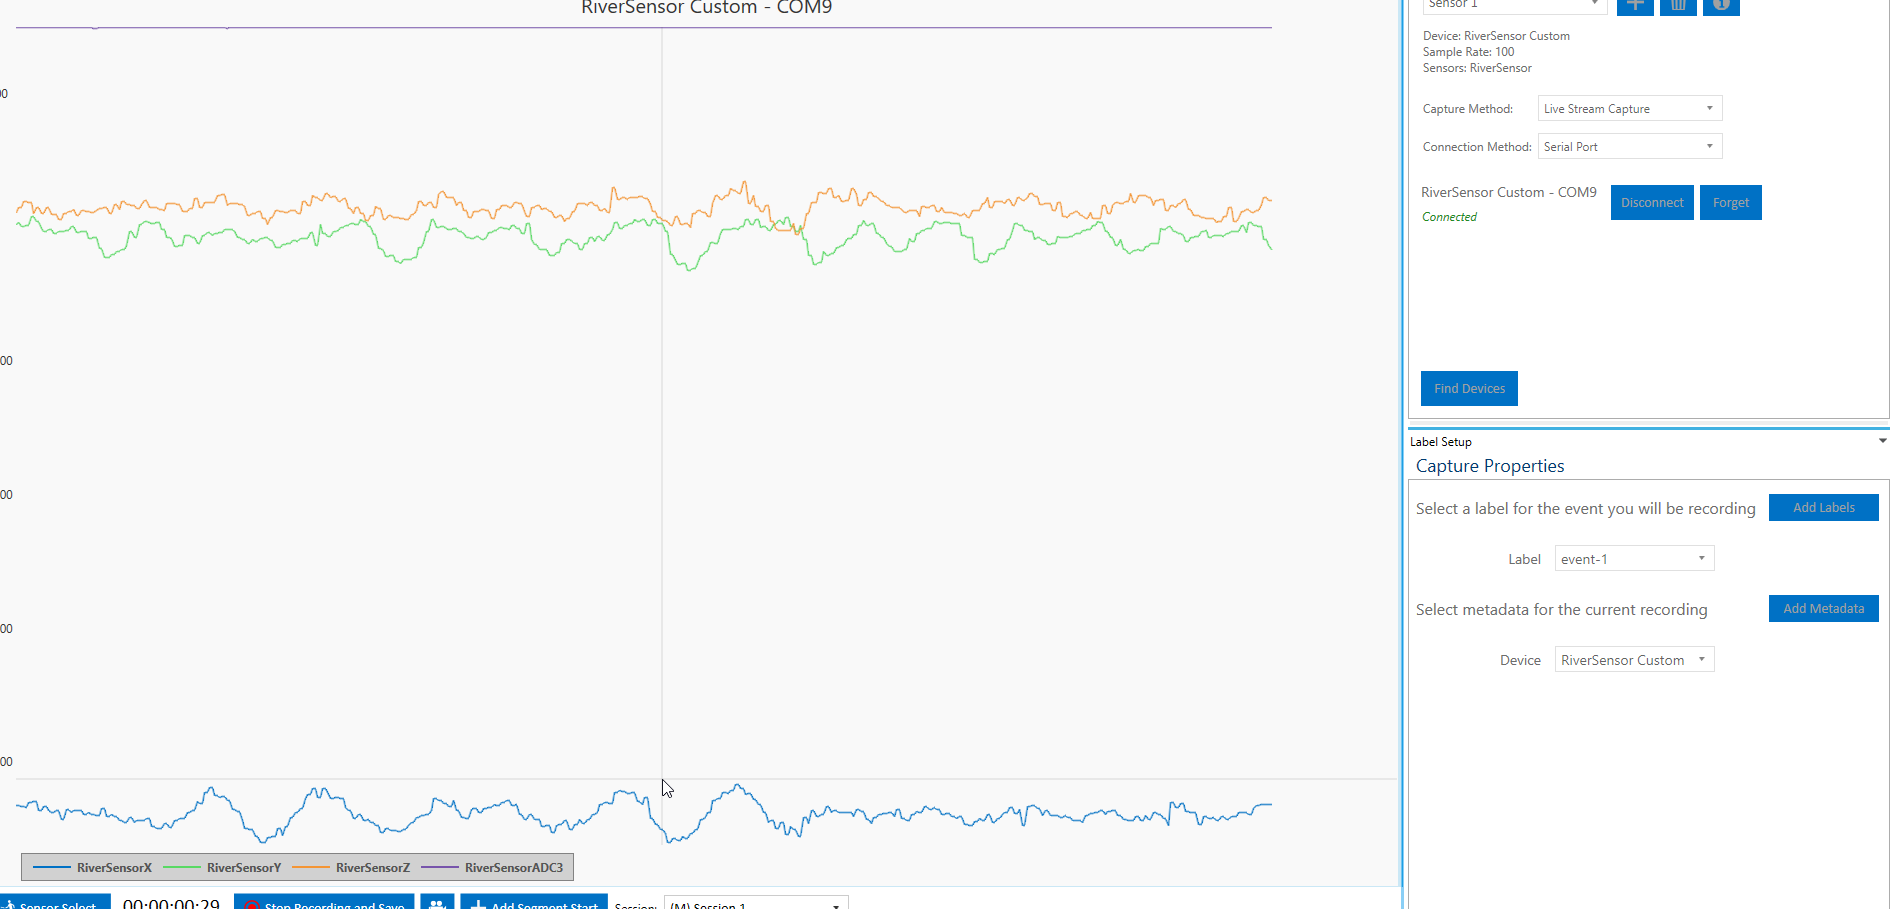 RiverSensor Custom - COM9
00
00
00
00
00
RiverSensorX RiverSensorY RiverSensorZ RiverSensorADC3
Sensor Select 00:00:00:29 Stop Recording and Save Add Segment Start Session: (M) Session 1
Sensor 1
Device: RiverSensor Custom
Sample Rate: 100
Sensors: RiverSensor
Capture Method: Live Stream Capture
Connection Method: Serial Port
RiverSensor Custom - COM9 Disconnect Forget
Connected
Find Devices
Label Setup
Capture Properties
Select a label for the event you will be recording Add Labels
Label event-1
Select metadata for the current recording Add Metadata
Device RiverSensor Custom